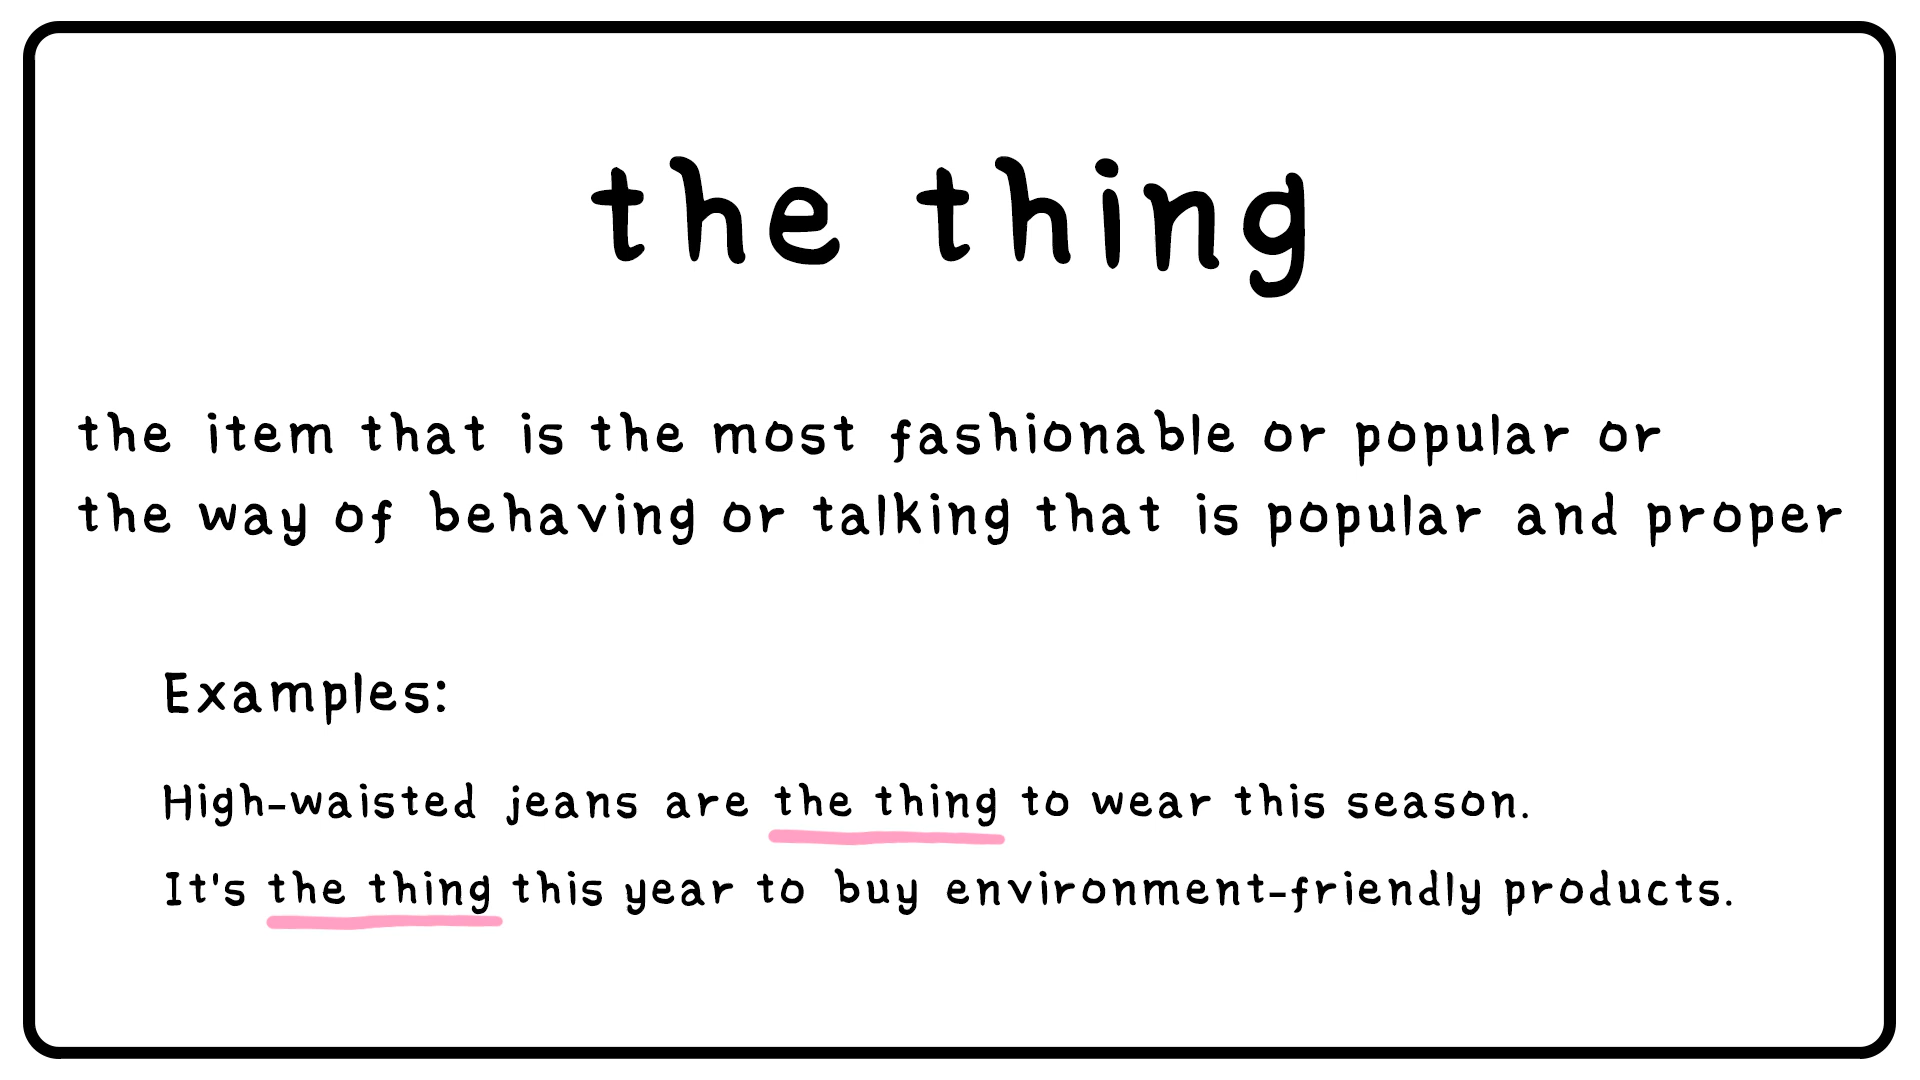 the thing
the item that is the most fashionable or popular or
the way of behaving or talking that is popular and proper
Examples:
High-waisted jeans are the thing to wear this season.
It's the thing this year to buy environment-friendly products.